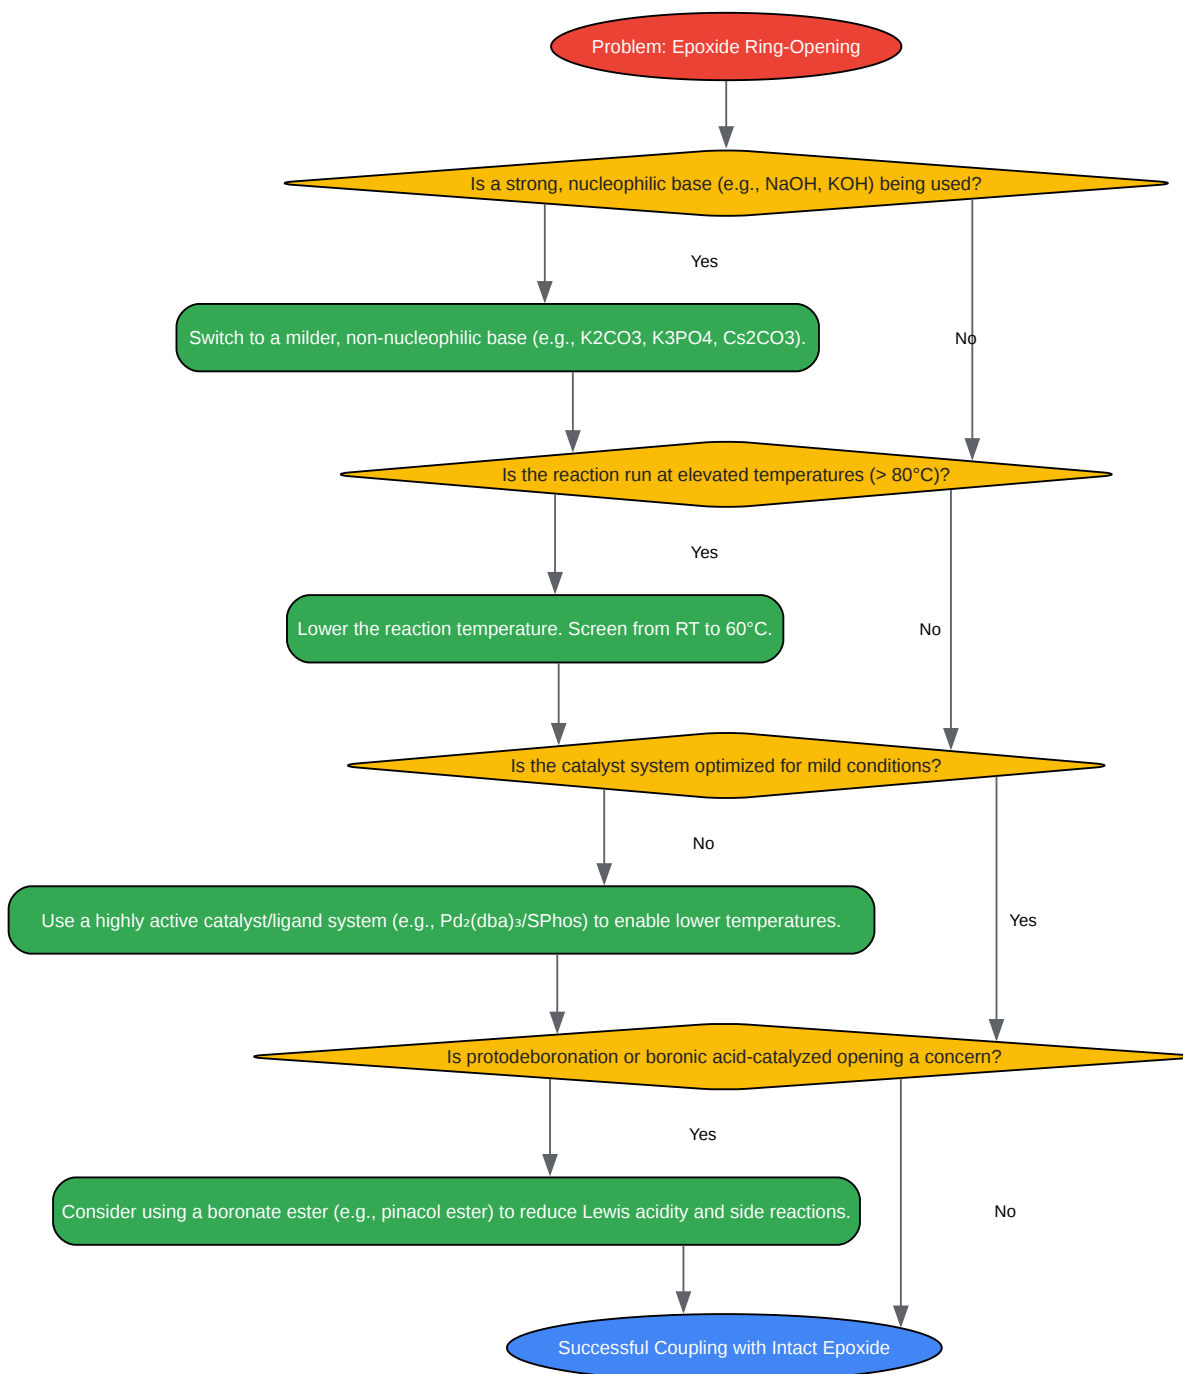 Problem: Epoxide Ring-Opening
Is a strong, nucleophilic base (e.g., NaOH, KOH) being used?
Yes
Switch to a milder, non-nucleophilic base (e.g., K2CO3, K3PO4, Cs2CO3).
No
Is the reaction run at elevated temperatures (> 80°C)?
Yes
Lower the reaction temperature. Screen from RT to 60°C.
No
Is the catalyst system optimized for mild conditions?
No
Use a highly active catalyst/ligand system (e.g., Pd₂(dba)₃/SPhos) to enable lower temperatures.
Yes
Is protodeboronation or boronic acid-catalyzed opening a concern?
Yes
Consider using a boronate ester (e.g., pinacol ester) to reduce Lewis acidity and side reactions.
No
Successful Coupling with Intact Epoxide